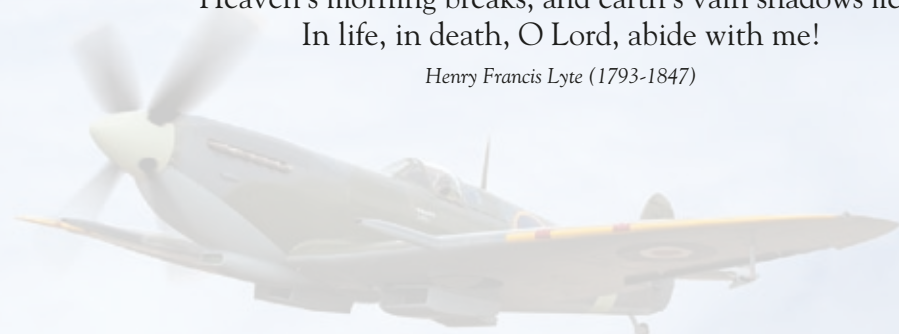 Heaven's morning breaks, and earth's vain shadows
In life, in death, O Lord, abide with me!
Henry Francis Lyte (1793-1847)